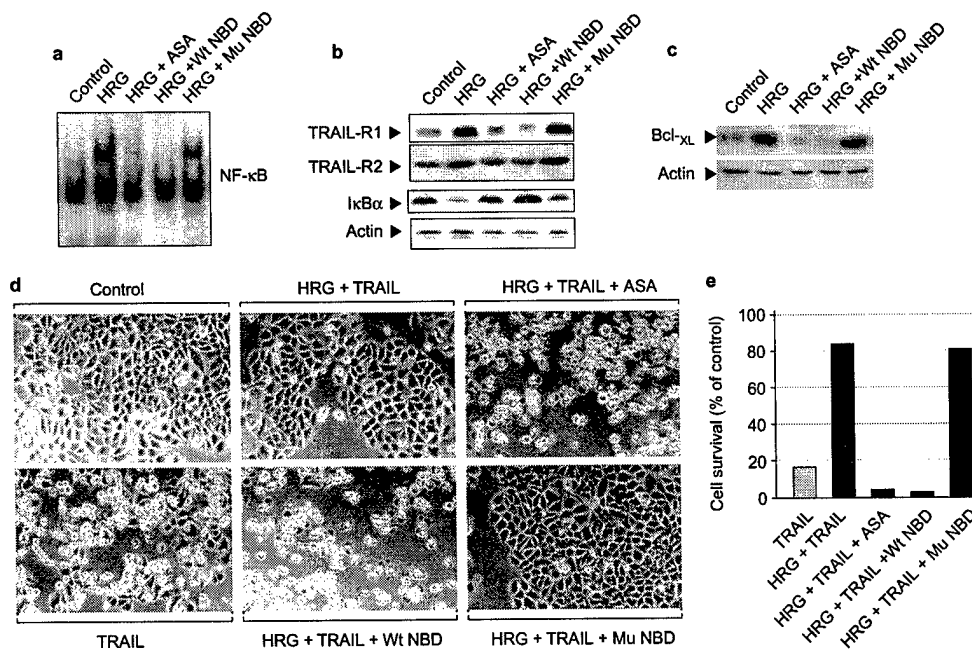 a
Control
HRG
HRG + ASA
HRG +Wt NBD
HRG + Mu NBD
NF-κB
b
Control
HRG
HRG + ASA
HRG +Wt NBD
HRG + Mu NBD
TRAIL-R1
TRAIL-R2
IκBα
Actin
c
Control
HRG
HRG + ASA
HRG +Wt NBD
HRG + Mu NBD
Bcl-XL
Actin
d
Control
HRG + TRAIL
HRG + TRAIL + ASA
TRAIL
HRG + TRAIL + Wt NBD
HRG + TRAIL + Mu NBD
e
Cell survival (% of control)
100
80
60
40
20
0
TRAIL
HRG + TRAIL
HRG + TRAIL + ASA
HRG + TRAIL +Wt NBD
HRG + TRAIL + Mu NBD